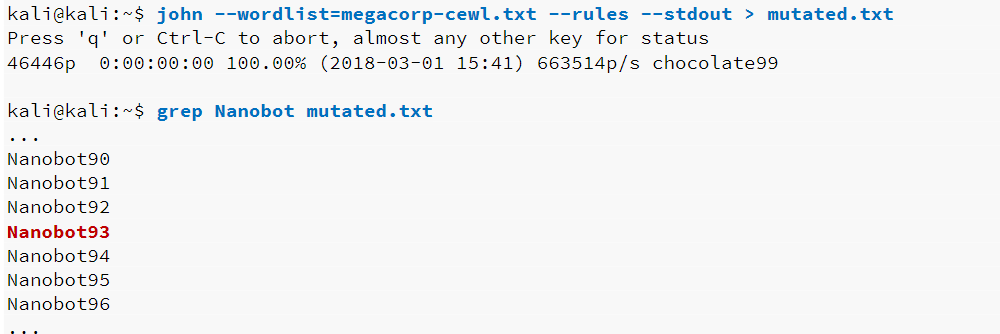 kali@kali:~$ john --wordlist=megacorp-cewl.txt --rules --stdout > mutated.txt
Press 'q' or Ctrl-C to abort, almost any other key for status
46446p  0:00:00:00 100.00% (2018-03-01 15:41) 663514p/s chocolate99
kali@kali:~$ grep Nanobot mutated.txt
...
Nanobot90
Nanobot91
Nanobot92
Nanobot93
Nanobot94
Nanobot95
Nanobot96
...